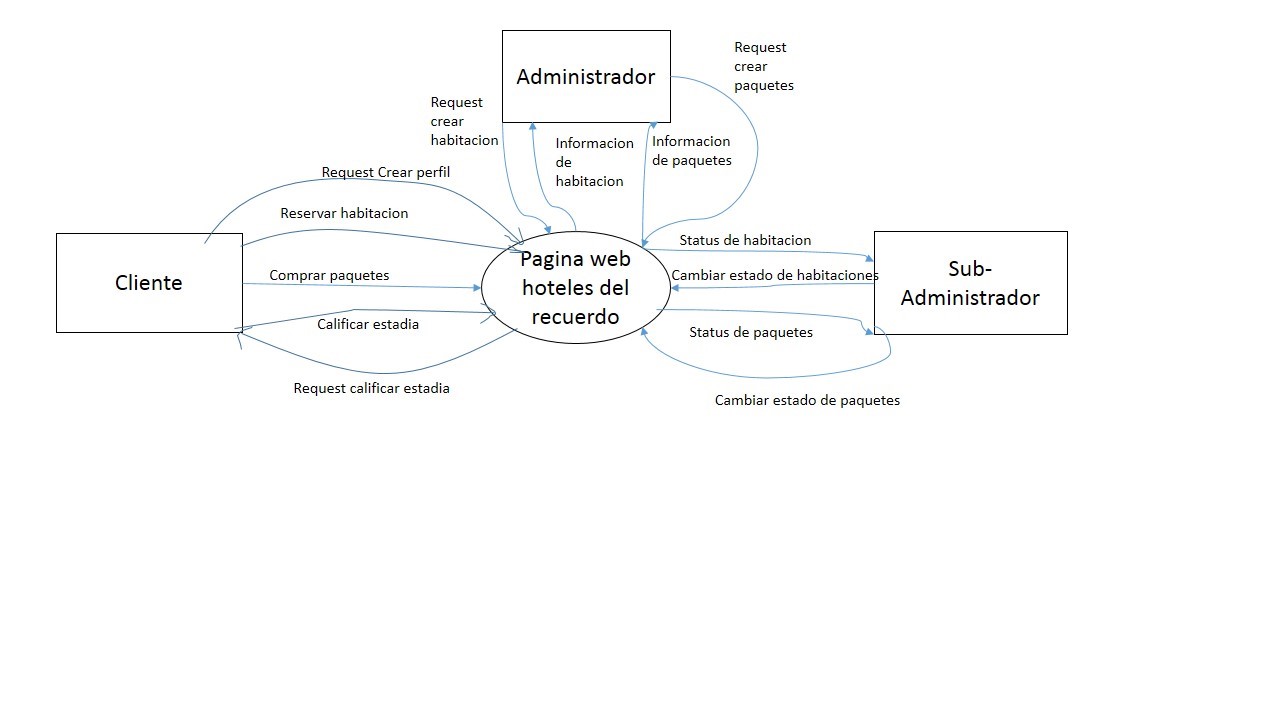 Administrador
Request
crear
paquetes
Request
crear
habitacion
Informacion
de
habitacion
Informacion
de paquetes
Request Crear perfil
Reservar habitacion
Cliente
Comprar paquetes
Calificar estadia
Request calificar estadia
Pagina web
hoteles del
recuerdo
Status de habitacion
Cambiar estado de habitaciones
Status de paquetes
Cambiar estado de paquetes
Sub-
Administrador